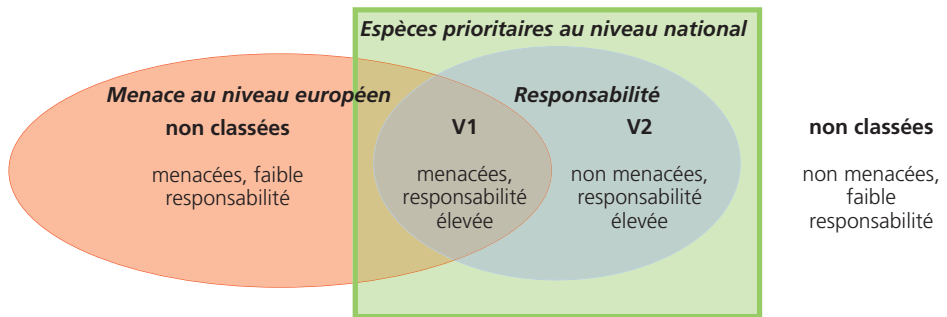 Espèces prioritaires au niveau national
Menace au niveau européen
non classées
menacées, faible
responsabilité
Responsabilité
V1
menacées,
responsabilité
élevée
V2
non menacées,
responsabilité
élevée
non classées
non menacées,
faible
responsabilité